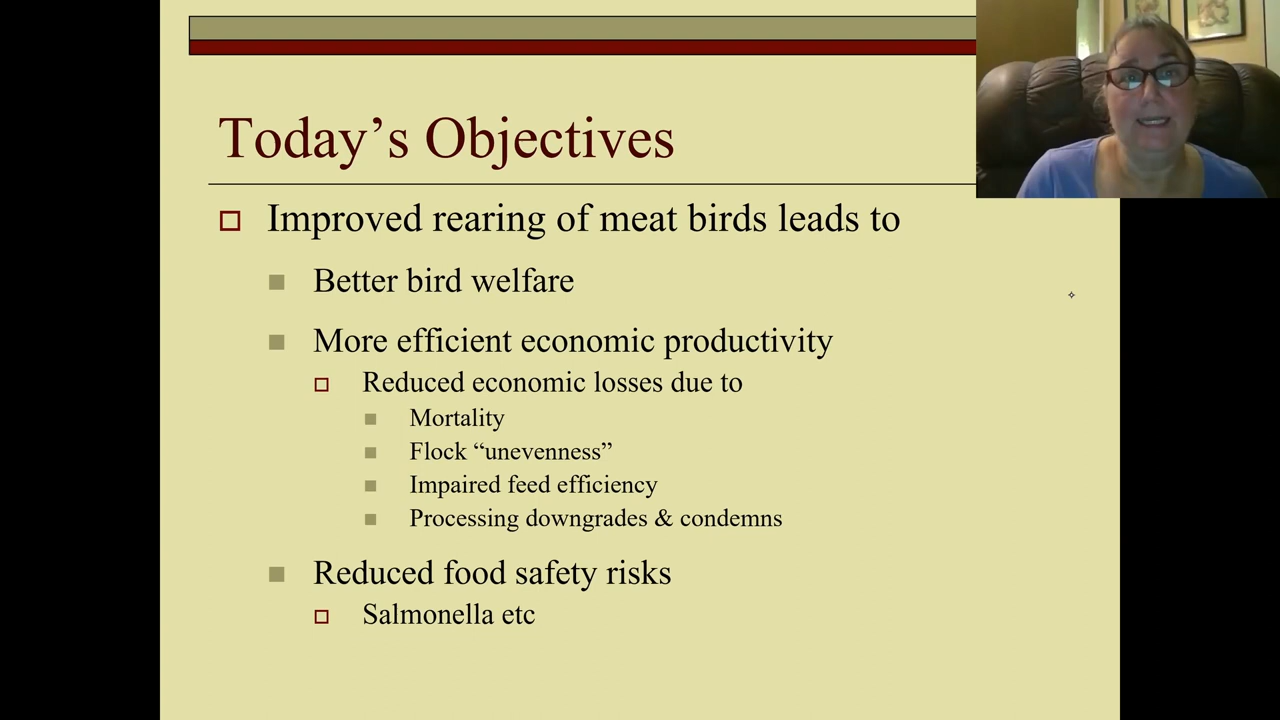 Today’s Objectives
Improved rearing of meat birds leads to
Better bird welfare
More efficient economic productivity
Reduced economic losses due to
Mortality
Flock “unevenness”
Impaired feed efficiency
Processing downgrades & condemns
Reduced food safety risks
Salmonella etc